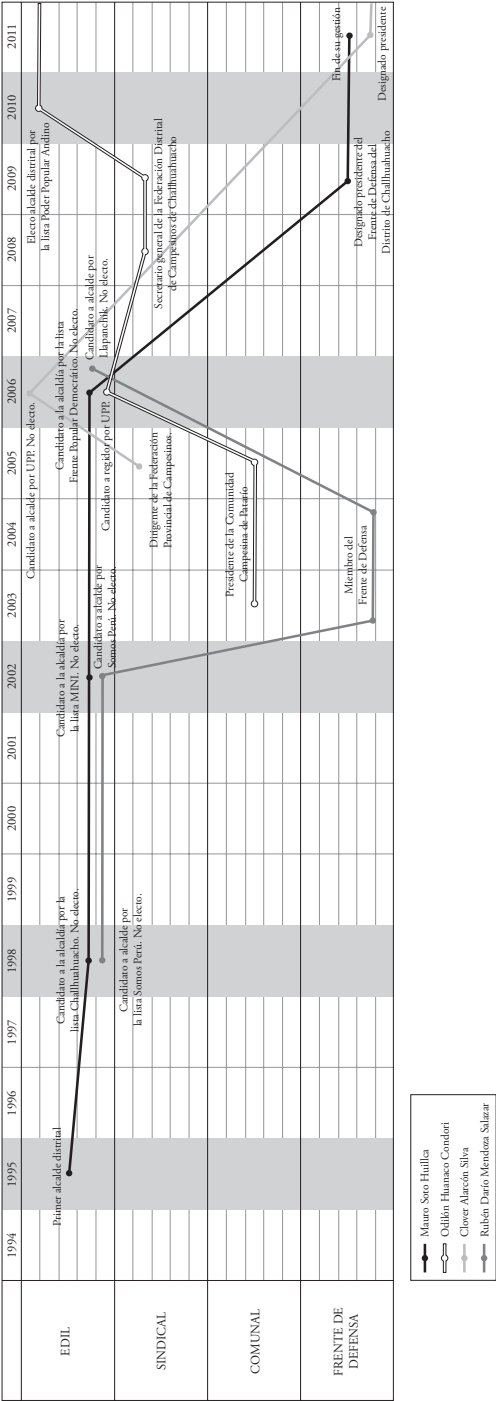 1994 1995 1996 1997 1998 1999 2000 2001 2002 2003 2004 2005 2006 2007 2008 2009 2010 2011
EDIL
Primer alcalde distrital
Candidato a la alcaldía por la
lista Challhuahuacho. No electo.
Candidato a alcalde por
la lista Somos Perú. No electo.
Candidato a la alcaldía por
la lista MINI. No electo.
Candidato a alcalde por
Somos Perú. No electo.
Candidato a alcalde por UPP. No electo.
Candidato a la alcaldía por la lista
Frente Popular Democrático. No electo.
Candidato a regidor por UPP.
Candidato a alcalde por
Llapanchik. No electo.
Electo alcalde distrital por
la lista Poder Popular Andino
SINDICAL
Dirigente de la Federación
Provincial de Campesinos.
Secretario general de la Federación Distrital
de Campesinos de Challhuahuacho
COMUNAL
Presidente de la Comunidad
Campesina de Patario
FRENTE DE
DEFENSA
Miembro del
Frente de Defensa
Designado presidente del
Frente de Defensa del
Distrito de Challhuahuacho
Fin de su gestión
Designado presidente
Mauro Soto Huillca
Odilón Huanaco Condori
Clover Alarcón Silva
Rubén Darío Mendoza Salazar